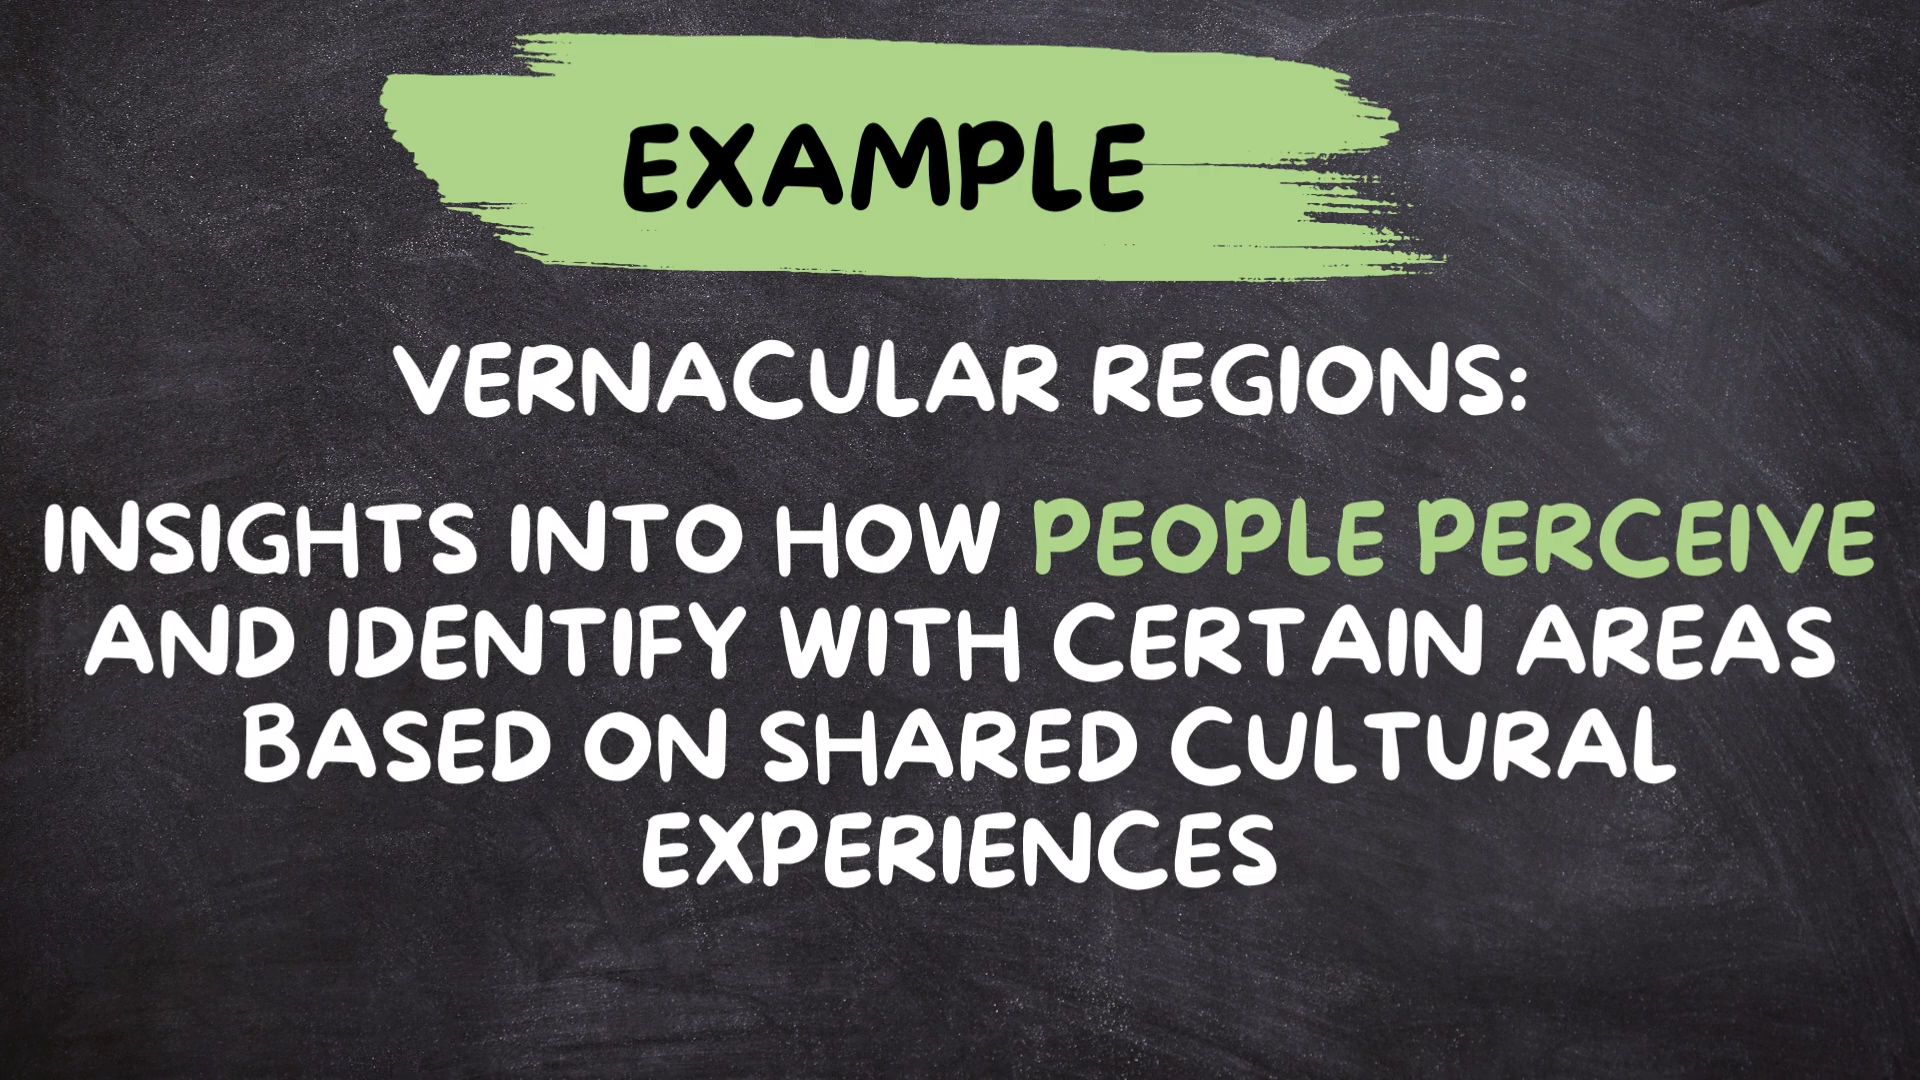 EXAMPLE
VERNACULAR REGIONS:
INSIGHTS INTO HOW PEOPLE PERCEIVE
AND IDENTIFY WITH CERTAIN AREAS
BASED ON SHARED CULTURAL
EXPERIENCES